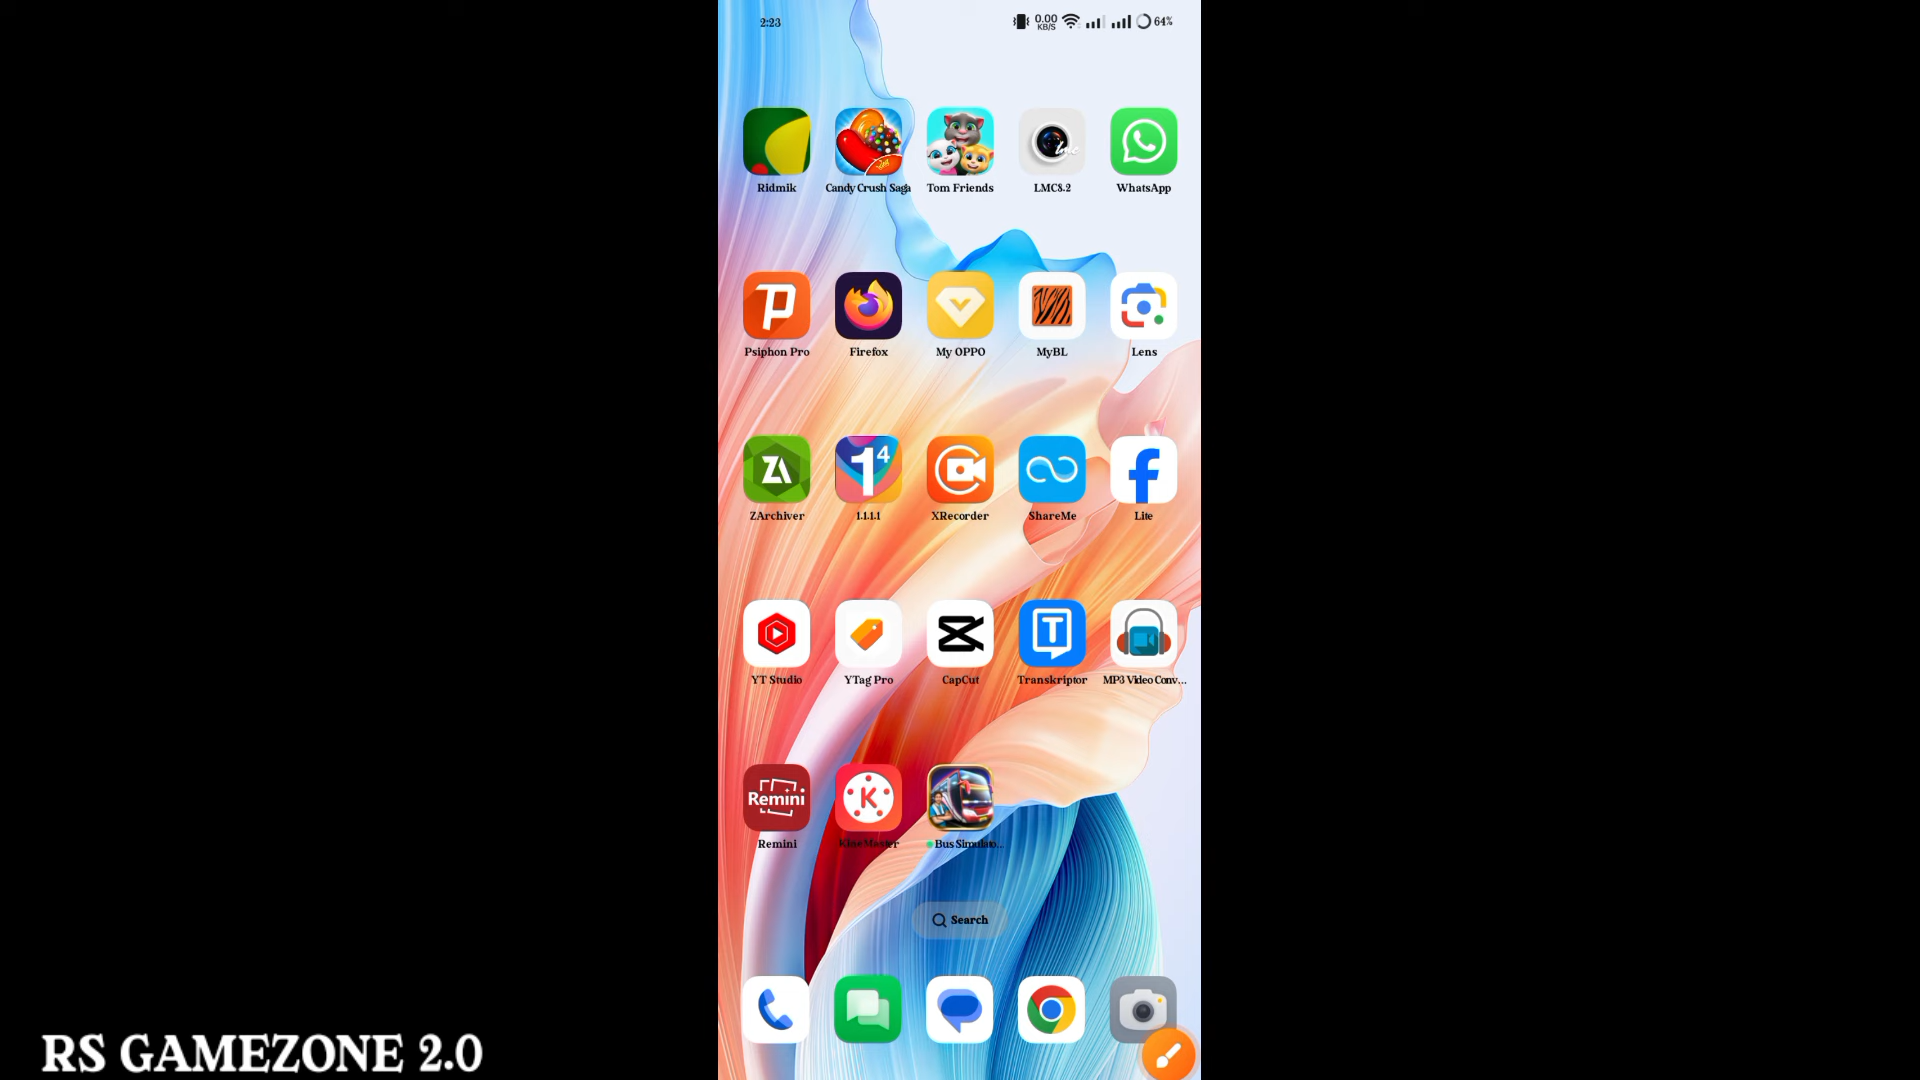 2:23
0.00
KB/S
64%
Ridmik
Candy Crush Saga
Tom Friends
LMC8.2
WhatsApp
Psiphon Pro
Firefox
My OPPO
MyBL
Lens
ZArchiver
1.1.1.1
XRecorder
ShareMe
Lite
YT Studio
YTag Pro
CapCut
Transkriptor
MP3 Video Conv...
Remini
Remini
KineMaster
Bus Simulato...
Search
RS GAMEZONE 2.0